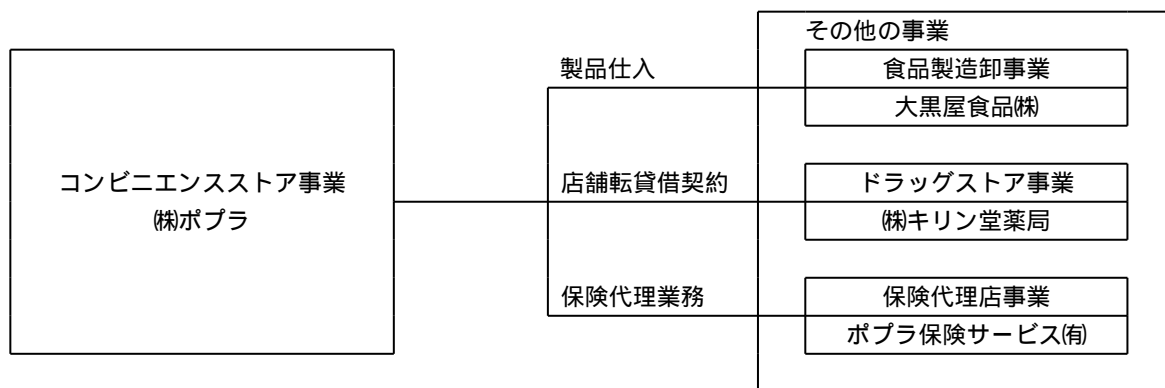 その他の事業
製品仕入
食品製造卸事業
大黒屋食品㈱
コンビニエンスストア事業
㈱ポプラ
店舗転貸借契約
ドラッグストア事業
㈱キリン堂薬局
保険代理業務
保険代理店事業
ポプラ保険サービス㈲